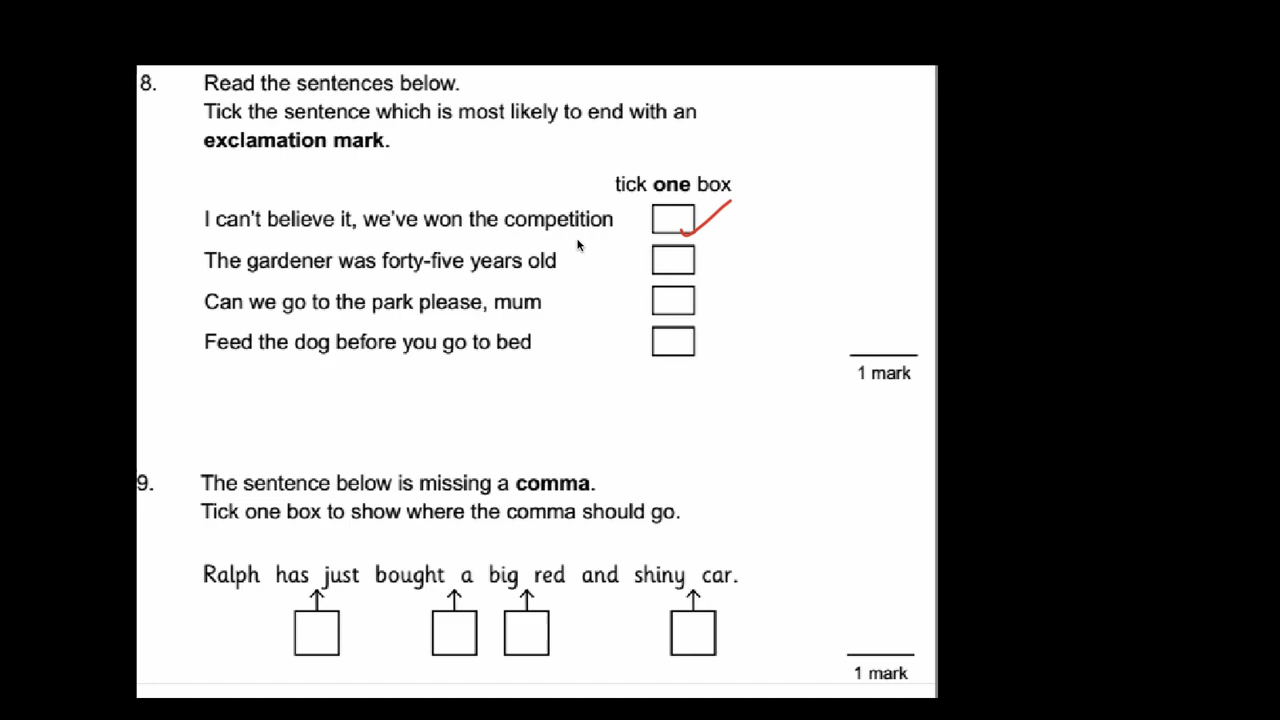 8. Read the sentences below.
Tick the sentence which is most likely to end with an
exclamation mark.
tick one box
I can't believe it, we've won the competition
The gardener was forty-five years old
Can we go to the park please, mum
Feed the dog before you go to bed
1 mark
9. The sentence below is missing a comma.
Tick one box to show where the comma should go.
Ralph has just bought a big red and shiny car.
1 mark